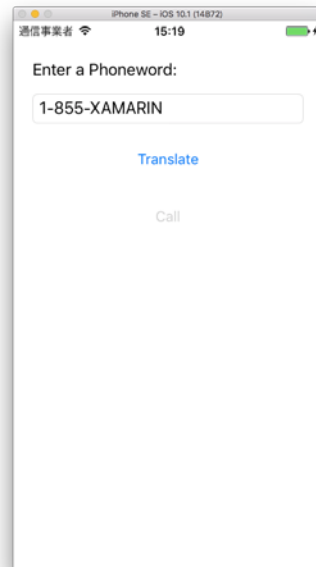 iPhone SE – iOS 10.1 (14B72)
通信事業者 15:19
Enter a Phoneword:
1-855-XAMARIN
Translate
Call